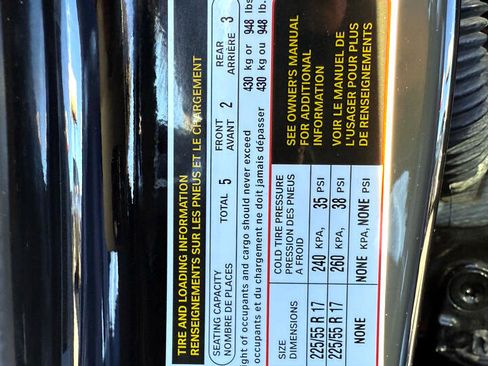 TIRE AND LOADING INFORMATION
RENSEIGNEMENTS SUR LES PNEUS ET LE CHARGEMENT
SEATING CAPACITY
NOMBRE DE PLACES
TOTAL 5
FRONT
AVANT 2
REAR
ARRIÈRE 3
ght of occupants and cargo should never exceed 430 kg or 948 lbs
occupants et du chargement ne doit jamais dépasser 430 kg ou 948 lb.
SIZE
DIMENSIONS
COLD TIRE PRESSURE
PRESSION DES PNEUS
A FROID
225/55 R 17 240 KPA, 35 PSI
225/55 R 17 260 KPA, 38 PSI
NONE NONE KPA, NONE PSI
SEE OWNER'S MANUAL
FOR ADDITIONAL
INFORMATION
VOIR LE MANUEL DE
L'USAGER POUR PLUS
DE RENSEIGNEMENTS